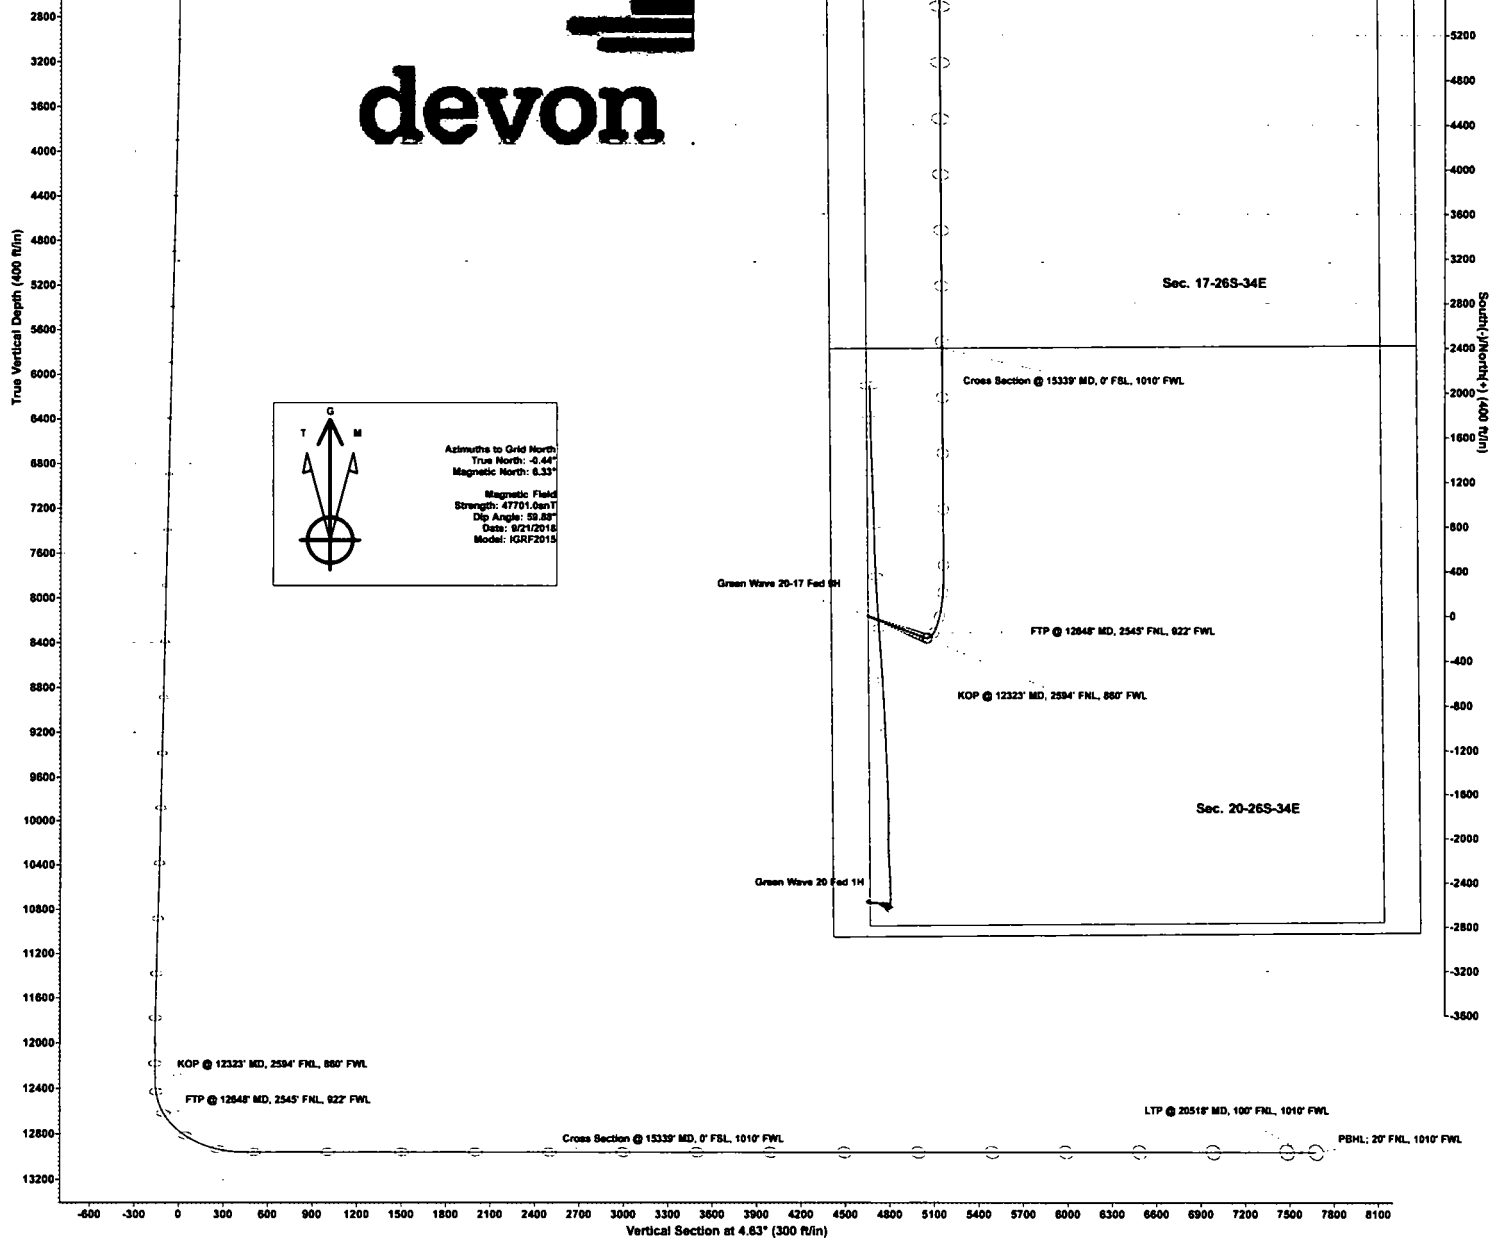 devon
True Vertical Depth (400 ft/in)
2800
3200
3600
4000
4400
4800
5200
5600
6000
6400
6800
7200
7600
8000
8400
8800
9200
9600
10000
10400
10800
11200
11600
12000
12400
12800
13200
G
T M
Azimuths to Grid North
True North: -0.44°
Magnetic North: 6.33°
Magnetic Field
Strength: 47701.0snT
Dip Angle: 59.88°
Date: 9/21/2018
Model: IGRF2015
Sec. 17-26S-34E
Cross Section @ 15339' MD, 0' FSL, 1010' FWL
Green Wave 20-17 Fed 9H
FTP @ 12648' MD, 2545' FNL, 922' FWL
KOP @ 12323' MD, 2594' FNL, 860' FWL
Sec. 20-26S-34E
Green Wave 20 Fed 1H
5200
4800
4400
4000
3600
3200
2800
2400
2000
1600
1200
800
400
0
-400
-800
-1200
-1600
-2000
-2400
-2800
-3200
-3600
South(-)/North(+) (400 ft/in)
KOP @ 12323' MD, 2594' FNL, 860' FWL
FTP @ 12648' MD, 2545' FNL, 922' FWL
Cross Section @ 15339' MD, 0' FSL, 1010' FWL
LTP @ 20518' MD, 100' FNL, 1010' FWL
PBHL; 20' FNL, 1010' FWL
-600 -300 0 300 600 900 1200 1500 1800 2100 2400 2700 3000 3300 3600 3900 4200 4500 4800 5100 5400 5700 6000 6300 6600 6900 7200 7500 7800 8100
Vertical Section at 4.63° (300 ft/in)